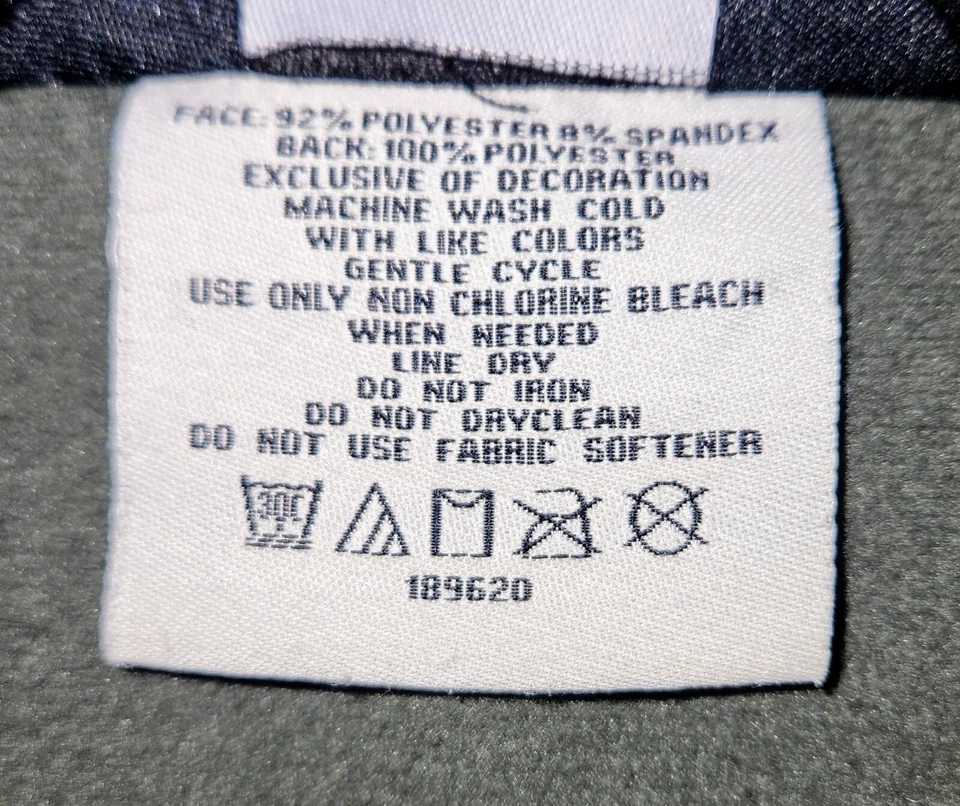 FACE: 92% POLYESTER 8% SPANDEX
BACK: 100% POLYESTER
EXCLUSIVE OF DECORATION
MACHINE WASH COLD
WITH LIKE COLORS
GENTLE CYCLE
USE ONLY NON CHLORINE BLEACH
WHEN NEEDED
LINE DRY
DO NOT IRON
DO NOT DRYCLEAN
DO NOT USE FABRIC SOFTENER
30C
189620